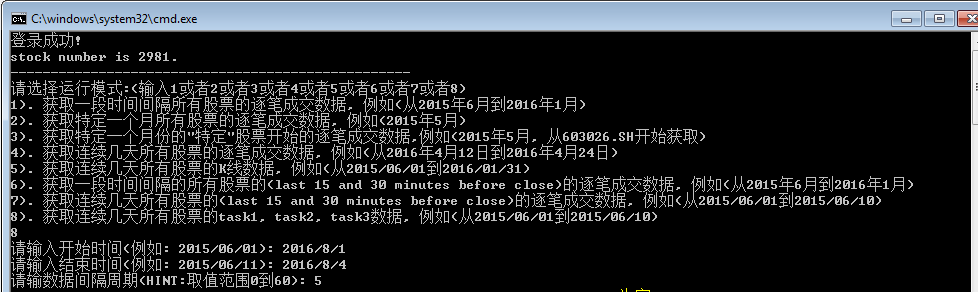 C:\windows\system32\cmd.exe
登录成功!
stock number is 2981.
--------------------------------------------------
请选择运行模式:(输入1或者2或者3或者4或者5或者6或者7或者8)
1). 获取一段时间间隔所有股票的逐笔成交数据, 例如(从2015年6月到2016年1月)
2). 获取特定一个月所有股票的逐笔成交数据, 例如(2015年5月)
3). 获取特定一个月份的"特定"股票开始的逐笔成交数据,例如(2015年5月, 从603026.SH开始获取)
4). 获取连续几天所有股票的逐笔成交数据, 例如(从2016年4月12日到2016年4月24日)
5). 获取连续几天所有股票的K线数据, 例如(从2015/06/01到2016/01/31)
6). 获取一段时间间隔的所有股票的(last 15 and 30 minutes before close)的逐笔成交数据, 例如(从2015年6月到2016年1月)
7). 获取连续几天所有股票的(last 15 and 30 minutes before close)的逐笔成交数据, 例如(从2015/06/01到2015/06/10)
8). 获取连续几天所有股票的task1, task2, task3数据, 例如(从2015/06/01到2015/06/10)
8
请输入开始时间(例如: 2015/06/01): 2016/8/1
请输入结束时间(例如: 2015/06/11): 2016/8/4
请输数据间隔周期(HINT:取值范围0到60): 5